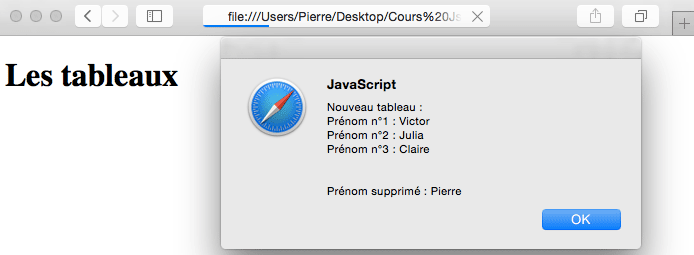 file:///Users/Pierre/Desktop/Cours%20Js
Les tableaux
JavaScript
Nouveau tableau :
Prénom n°1 : Victor
Prénom n°2 : Julia
Prénom n°3 : Claire
Prénom supprimé : Pierre
OK